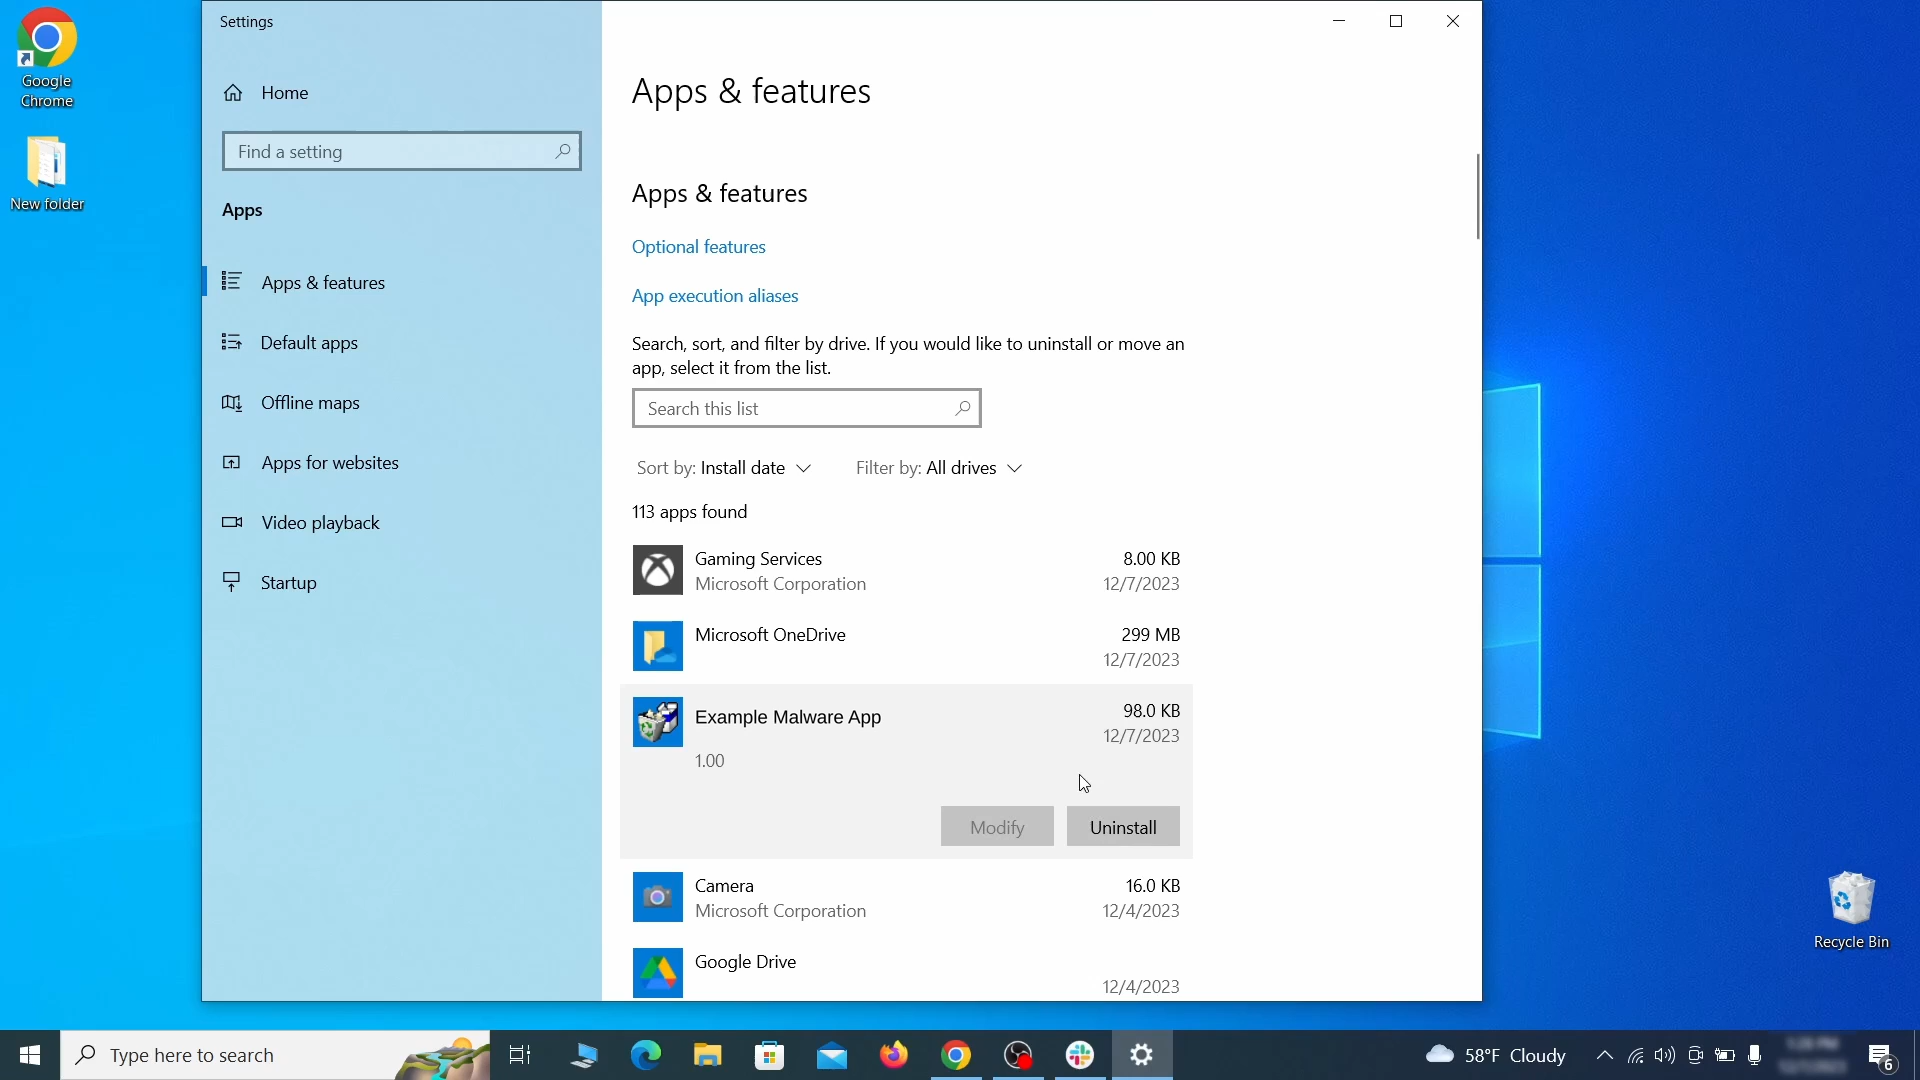 Google
Chrome
New folder
Settings
Home
Find a setting
Apps
Apps & features
Default apps
Offline maps
Apps for websites
Video playback
Startup
Apps & features
Apps & features
Optional features
App execution aliases
Search, sort, and filter by drive. If you would like to uninstall or move an
app, select it from the list.
Search this list
Sort by: Install date
Filter by: All drives
113 apps found
Gaming Services 8.00 KB
Microsoft Corporation 12/7/2023
Microsoft OneDrive 299 MB
12/7/2023
Example Malware App 98.0 KB
12/7/2023
1.00
Modify Uninstall
Camera 16.0 KB
Microsoft Corporation 12/4/2023
Google Drive
12/4/2023
Recycle Bin
Type here to search
58°F Cloudy
6